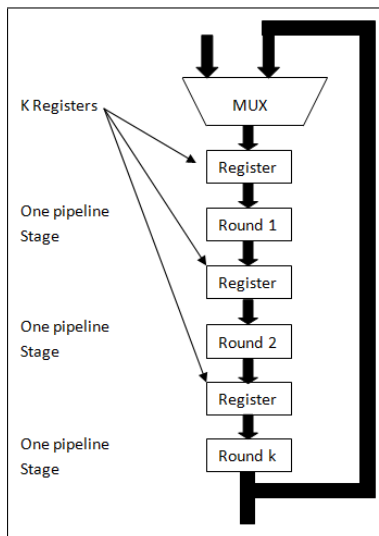 MUX
K Registers
Register
One pipeline
Stage
Round 1
Register
One pipeline
Stage
Round 2
Register
One pipeline
Stage
Round k